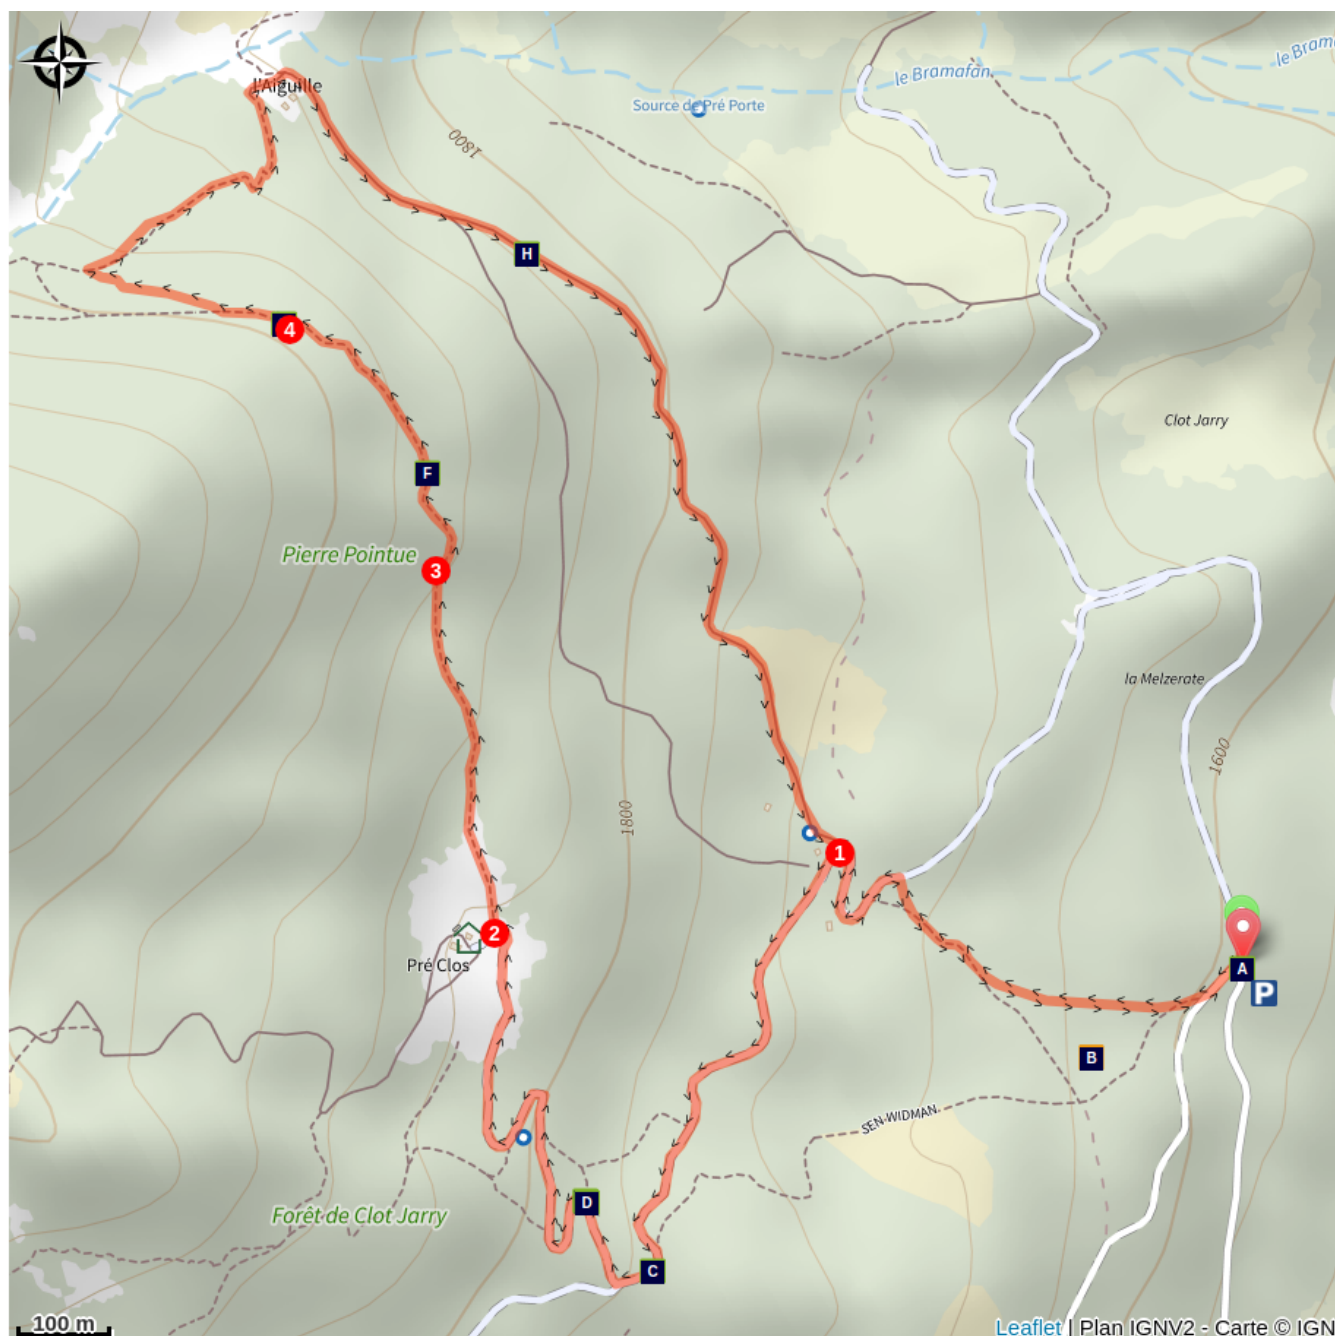 l'Aiguille
le Bramafan
le Bram
Source de Pré Porte
1800
H
4
Clot Jarry
F
Pierre Pointue
3
la Melzerate
1600
1800
1
2
Pré Clos
A
P
B
SEN-WIDMAN
D
Forêt de Clot Jarry
C
100 m
Leaflet | Plan IGNV2 - Carte © IGN